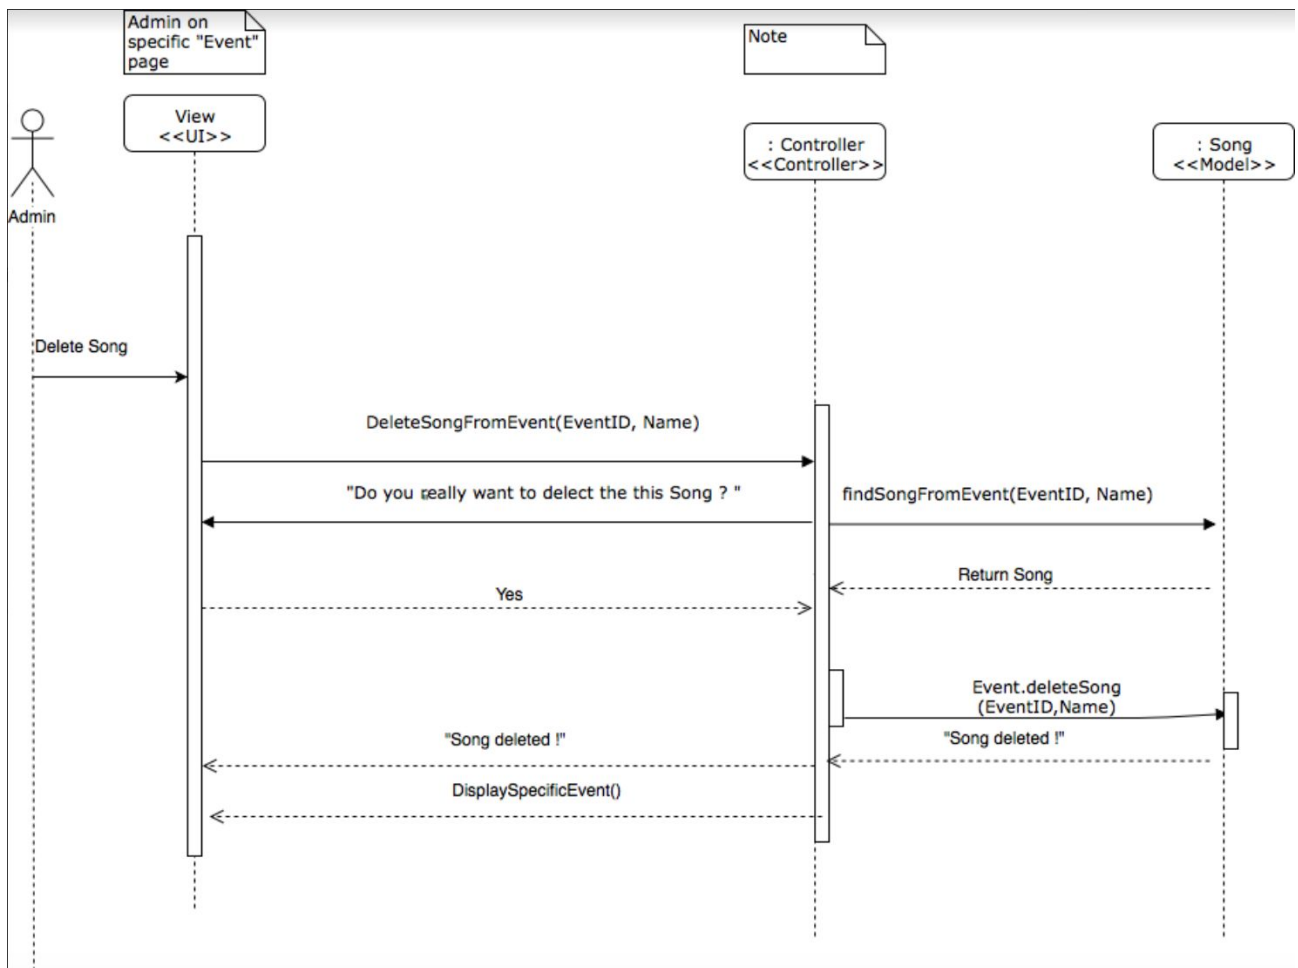 Admin on
specific "Event"
page
Note
View
<<UI>>
: Controller
<<Controller>>
: Song
<<Model>>
Admin
Delete Song
DeleteSongFromEvent(EventID, Name)
"Do you really want to delect the this Song ? "
findSongFromEvent(EventID, Name)
Return Song
Yes
Event.deleteSong
(EventID,Name)
"Song deleted !"
"Song deleted !"
DisplaySpecificEvent()